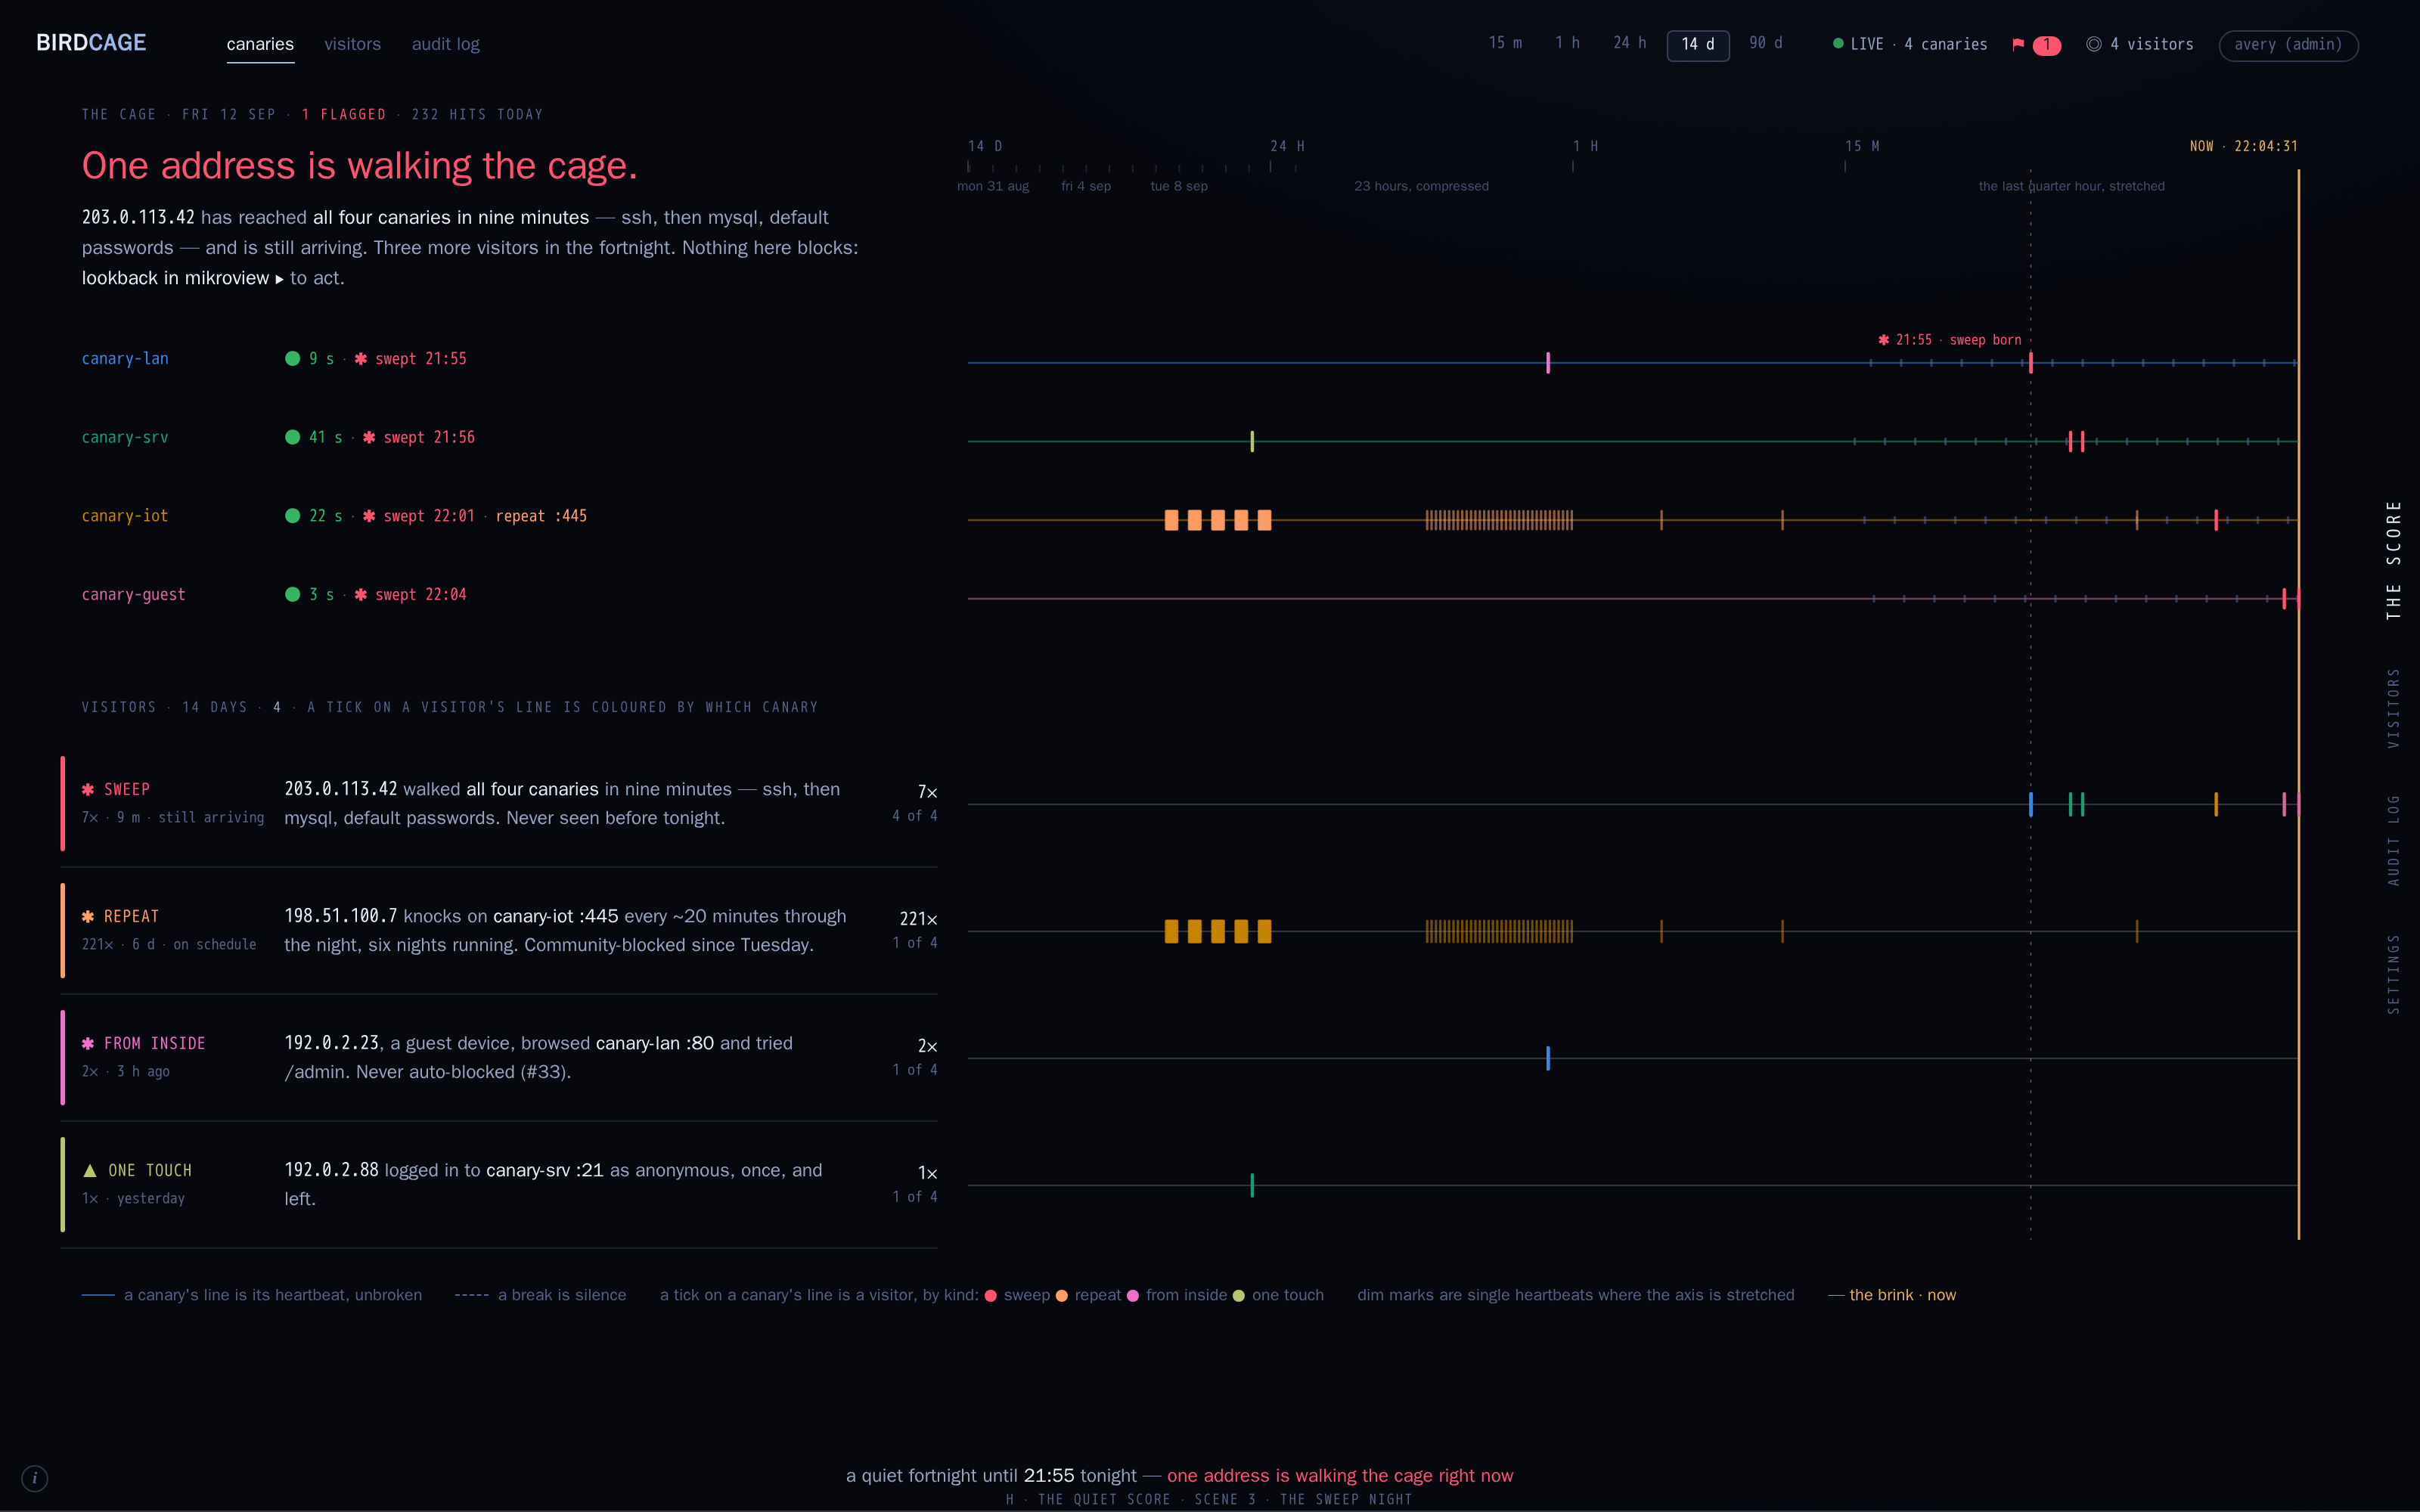 BIRDCAGE
canaries visitors audit log
15 m 1 h 24 h 14 d 90 d
LIVE · 4 canaries 1 4 visitors avery (admin)
THE CAGE · FRI 12 SEP · 1 FLAGGED · 232 HITS TODAY
One address is walking the cage.
203.0.113.42 has reached all four canaries in nine minutes — ssh, then mysql, default
passwords — and is still arriving. Three more visitors in the fortnight. Nothing here blocks:
lookback in mikroview ▸ to act.
14 D 24 H 1 H 15 M NOW · 22:04:31
mon 31 aug fri 4 sep tue 8 sep 23 hours, compressed the last quarter hour, stretched
✱ 21:55 · sweep born
canary-lan 9 s · ✱ swept 21:55
canary-srv 41 s · ✱ swept 21:56
canary-iot 22 s · ✱ swept 22:01 · repeat :445
canary-guest 3 s · ✱ swept 22:04
VISITORS · 14 DAYS · 4 · A TICK ON A VISITOR'S LINE IS COLOURED BY WHICH CANARY
✱ SWEEP
7× · 9 m · still arriving
203.0.113.42 walked all four canaries in nine minutes — ssh, then
mysql, default passwords. Never seen before tonight.
7×
4 of 4
✱ REPEAT
221× · 6 d · on schedule
198.51.100.7 knocks on canary-iot :445 every ~20 minutes through
the night, six nights running. Community-blocked since Tuesday.
221×
1 of 4
✱ FROM INSIDE
2× · 3 h ago
192.0.2.23, a guest device, browsed canary-lan :80 and tried
/admin. Never auto-blocked (#33).
2×
1 of 4
▲ ONE TOUCH
1× · yesterday
192.0.2.88 logged in to canary-srv :21 as anonymous, once, and
left.
1×
1 of 4
THE SCORE
VISITORS
AUDIT LOG
SETTINGS
a canary's line is its heartbeat, unbroken a break is silence a tick on a canary's line is a visitor, by kind: sweep repeat from inside one touch dim marks are single heartbeats where the axis is stretched — the brink · now
i
a quiet fortnight until 21:55 tonight — one address is walking the cage right now
H · THE QUIET SCORE · SCENE 3 · THE SWEEP NIGHT